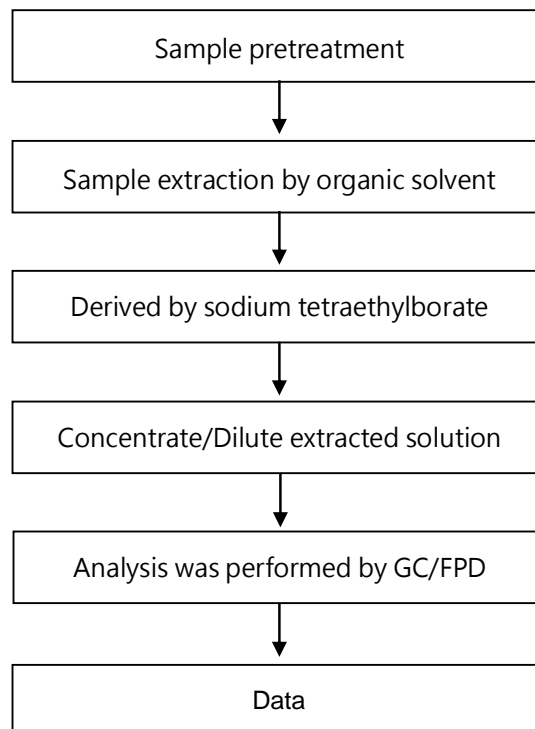 Sample pretreatment
Sample extraction by organic solvent
Derived by sodium tetraethylborate
Concentrate/Dilute extracted solution
Analysis was performed by GC/FPD
Data